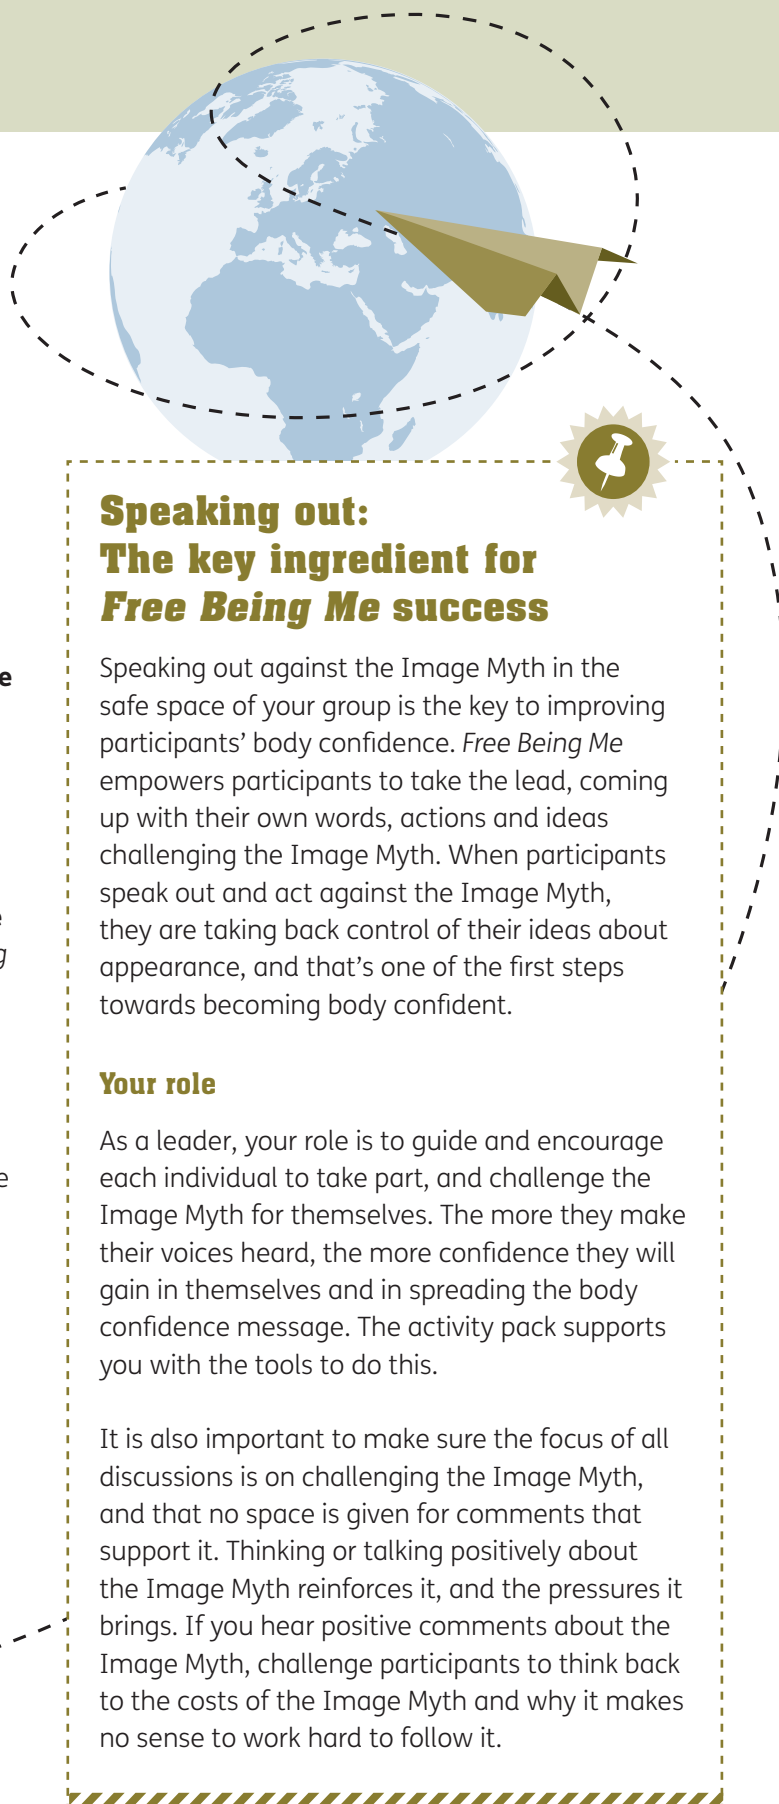 Speaking out:
The key ingredient for
Free Being Me success
Speaking out against the Image Myth in the
safe space of your group is the key to improving
participants’ body confidence. Free Being Me
empowers participants to take the lead, coming
up with their own words, actions and ideas
challenging the Image Myth. When participants
speak out and act against the Image Myth,
they are taking back control of their ideas about
appearance, and that’s one of the first steps
towards becoming body confident.
Your role
As a leader, your role is to guide and encourage
each individual to take part, and challenge the
Image Myth for themselves. The more they make
their voices heard, the more confidence they will
gain in themselves and in spreading the body
confidence message. The activity pack supports
you with the tools to do this.
It is also important to make sure the focus of all
discussions is on challenging the Image Myth,
and that no space is given for comments that
support it. Thinking or talking positively about
the Image Myth reinforces it, and the pressures it
brings. If you hear positive comments about the
Image Myth, challenge participants to think back
to the costs of the Image Myth and why it makes
no sense to work hard to follow it.